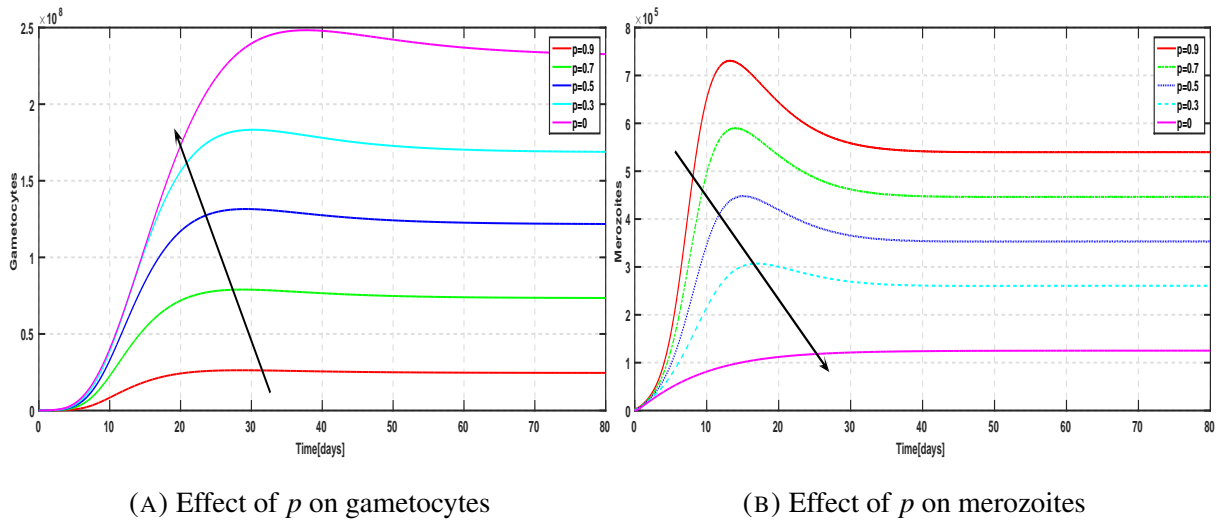 ×10^8
2.5
2
1.5
1
0.5
0
Gametocytes
0 10 20 30 40 50 60 70 80
Time[days]
p=0.9
p=0.7
p=0.5
p=0.3
p=0
(A) Effect of p on gametocytes
×10^5
8
7
6
5
4
3
2
1
0
Merozoites
0 10 20 30 40 50 60 70 80
Time[days]
p=0.9
p=0.7
p=0.5
p=0.3
p=0
(B) Effect of p on merozoites